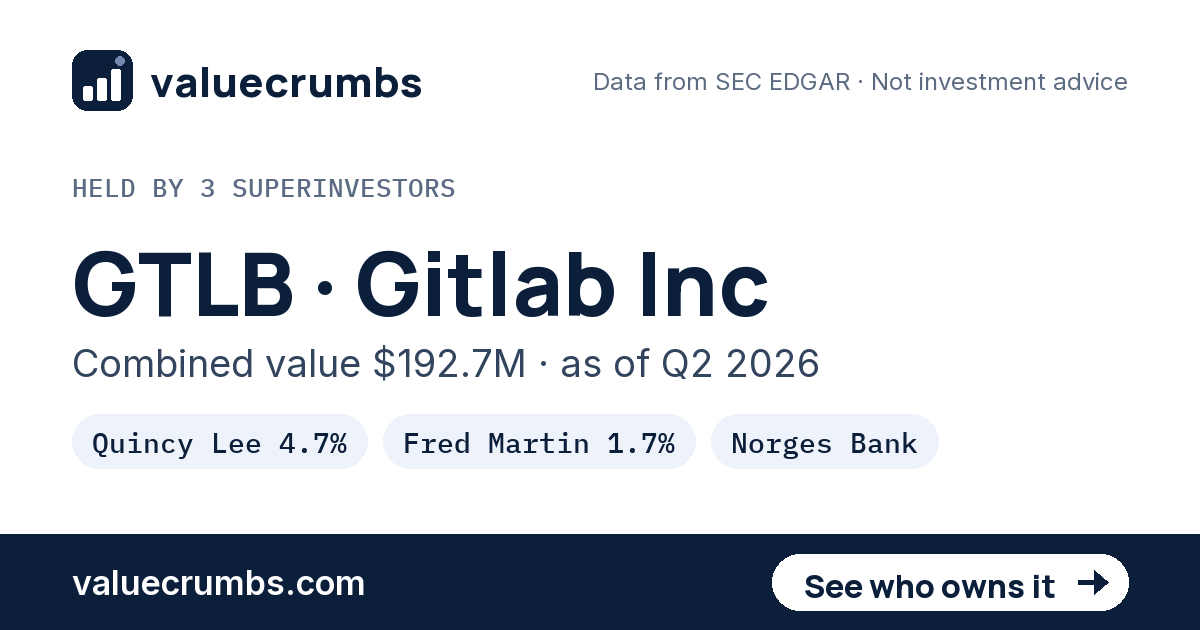 valuecrumbs
Data from SEC EDGAR · Not investment advice
HELD BY 3 SUPERINVESTORS
GTLB · Gitlab Inc
Combined value $192.7M · as of Q2 2026
Quincy Lee 4.7%
Fred Martin 1.7%
Norges Bank
valuecrumbs.com
See who owns it →